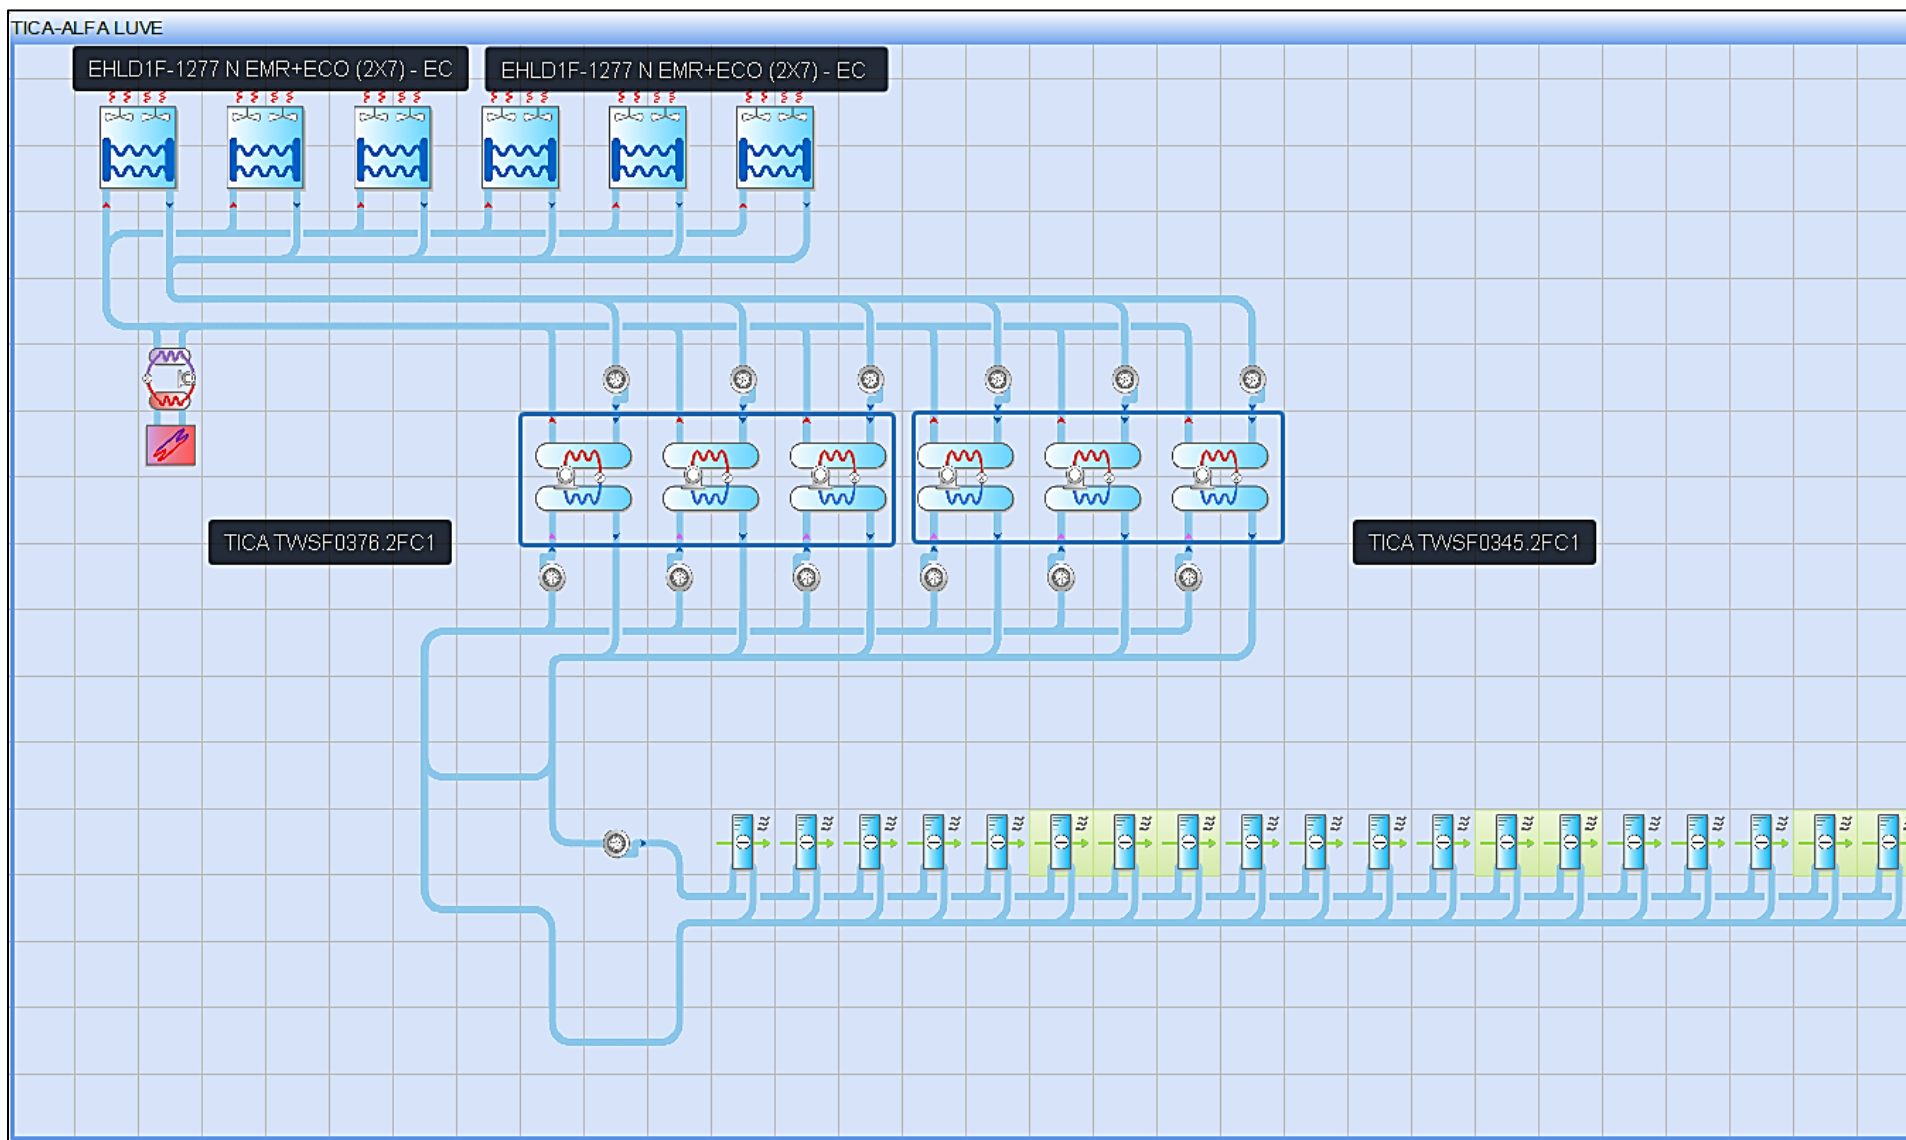 TICA-ALFA LUVE
EHLD1F-1277 N EMR+ECO (2X7) - EC
EHLD1F-1277 N EMR+ECO (2X7) - EC
TICA TWSF0376.2FC1
TICA TWSF0345.2FC1